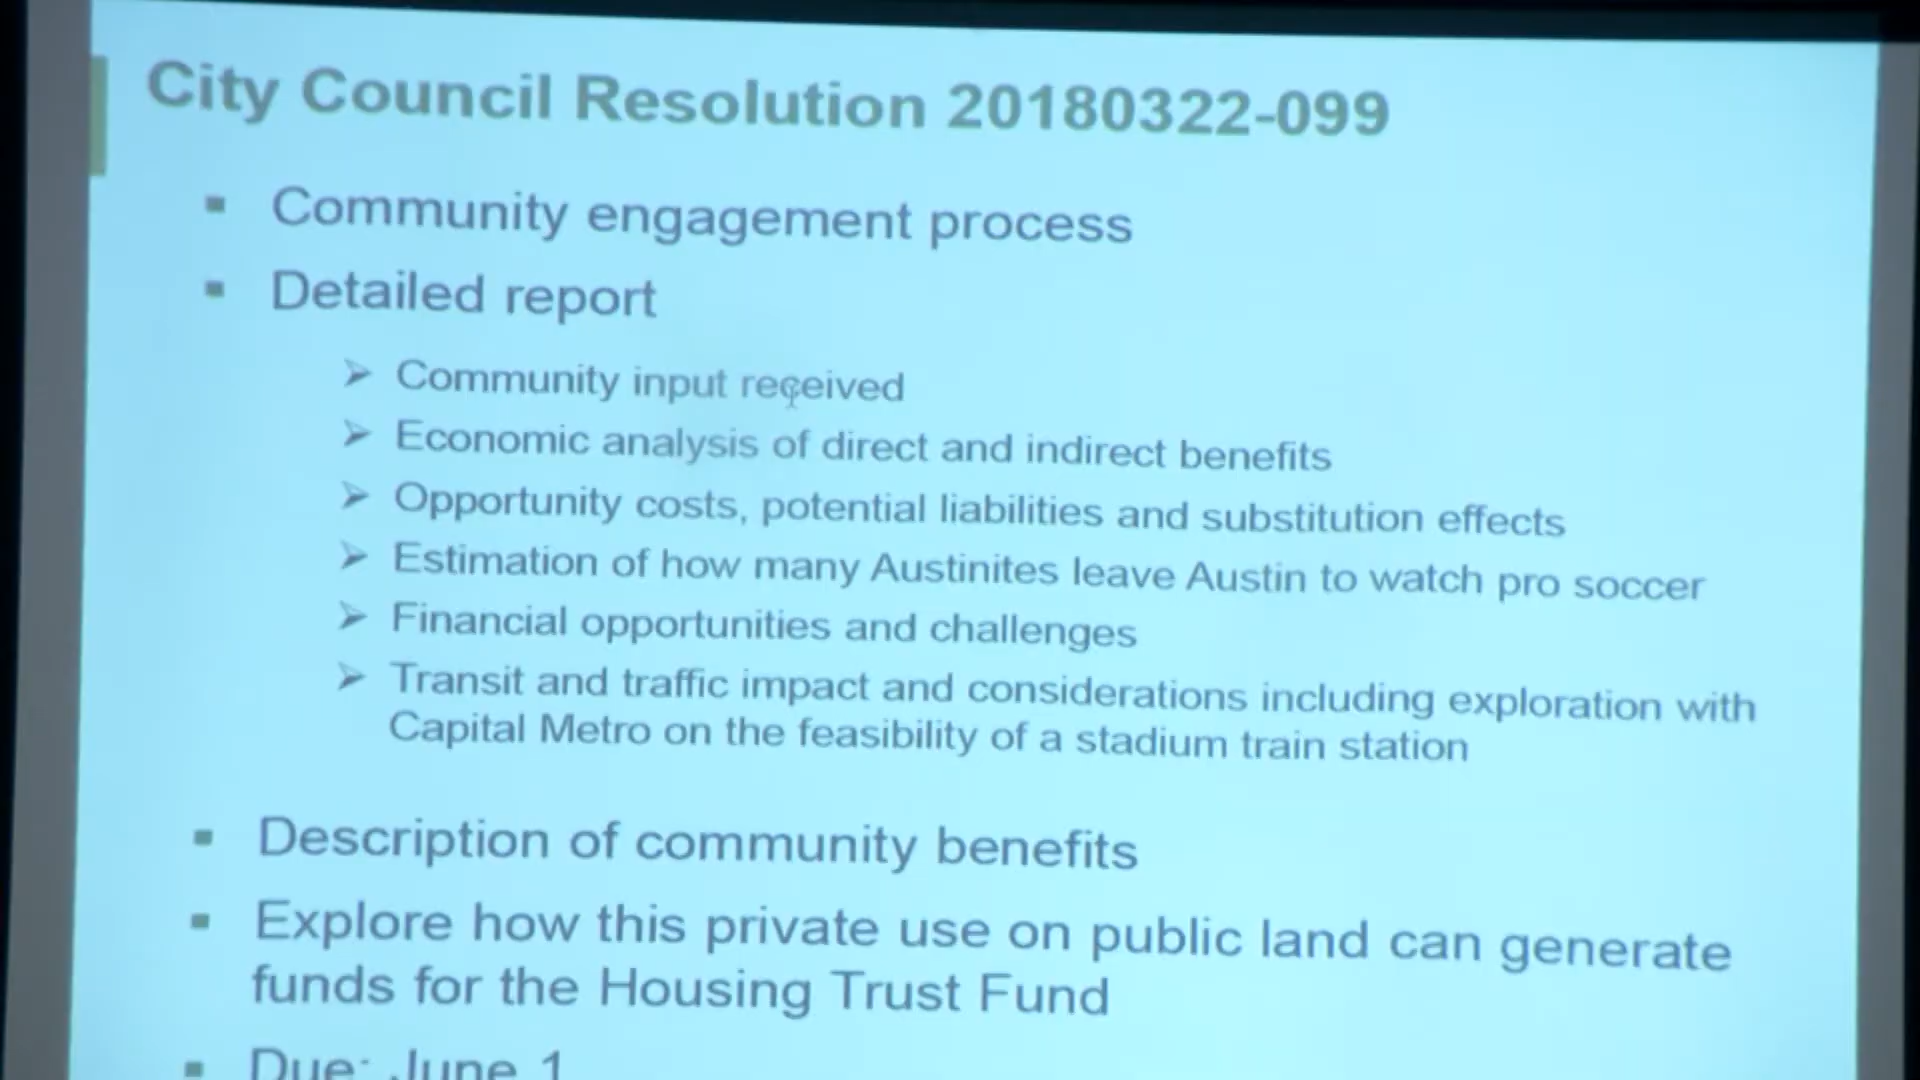 City Council Resolution 20180322-099
Community engagement process
Detailed report
Community input received
Economic analysis of direct and indirect benefits
Opportunity costs, potential liabilities and substitution effects
Estimation of how many Austinites leave Austin to watch pro soccer
Financial opportunities and challenges
Transit and traffic impact and considerations including exploration with
Capital Metro on the feasibility of a stadium train station
Description of community benefits
Explore how this private use on public land can generate
funds for the Housing Trust Fund
Due: June 1